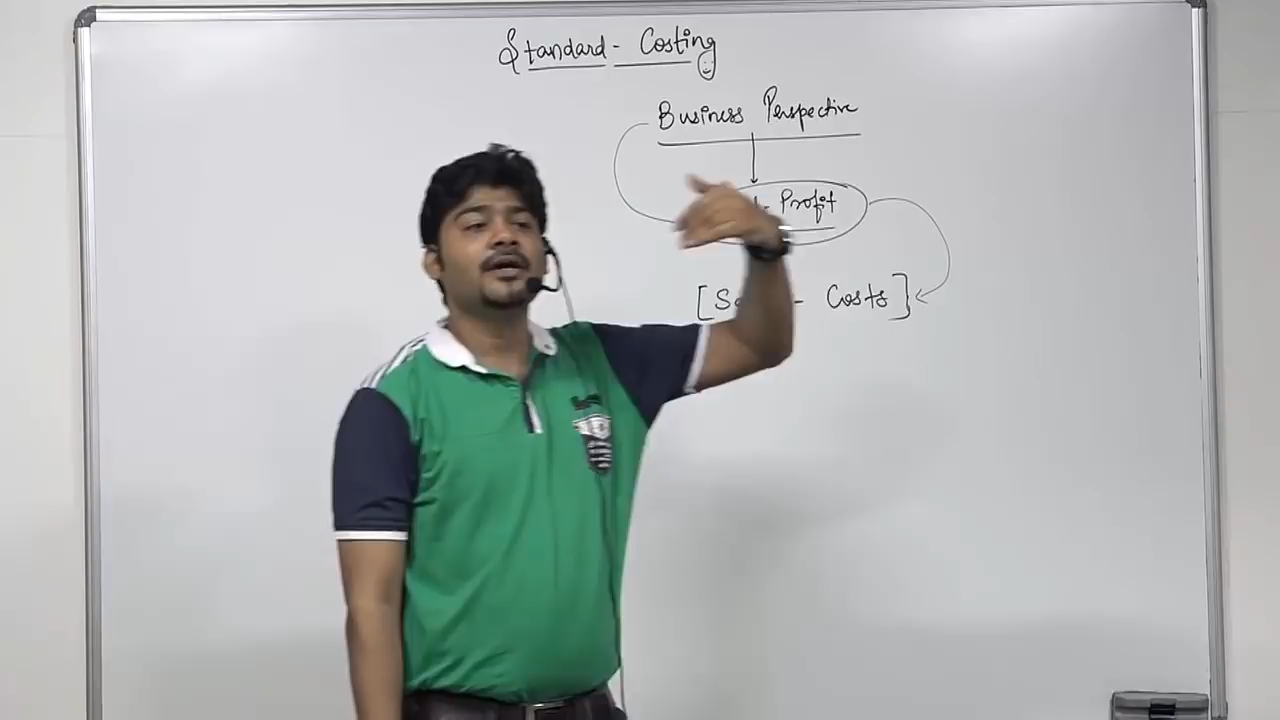 Standard - Costing
Business Perspective
Profit
- Costs]